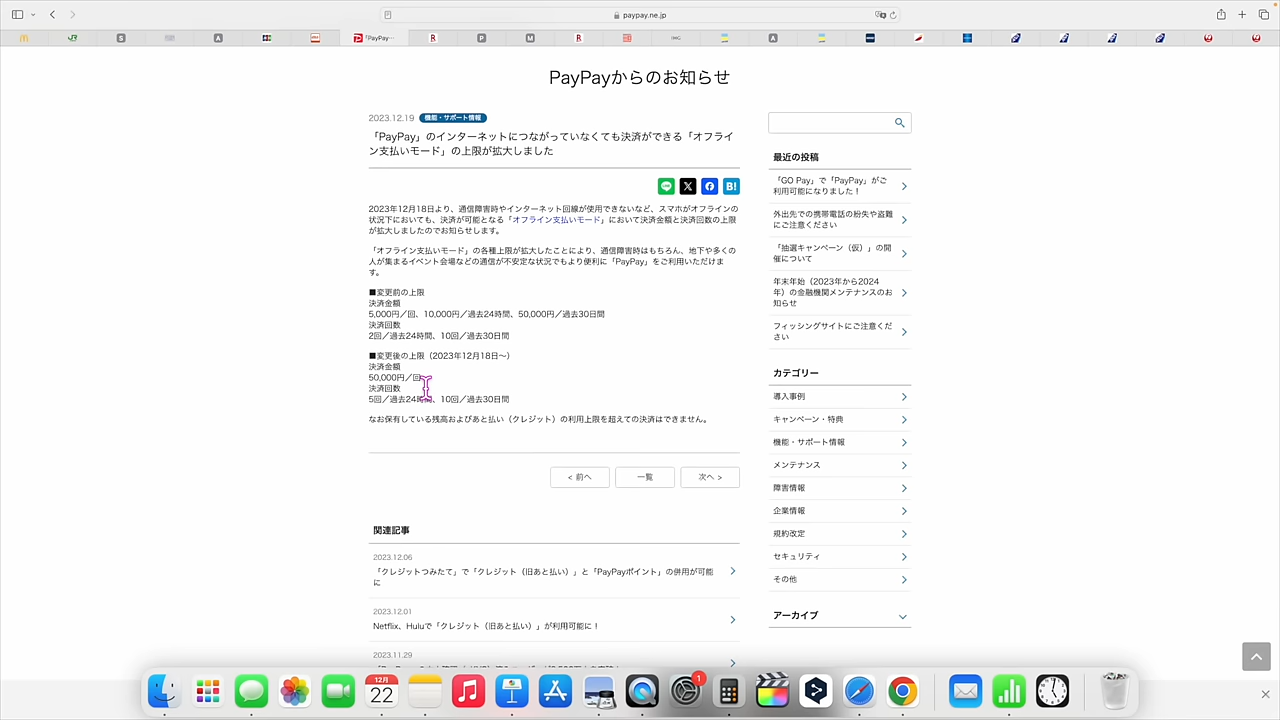 paypay.ne.jp
「PayPay…
PayPayからのお知らせ
2023.12.19 機能・サポート情報
「PayPay」のインターネットにつながっていなくても決済ができる「オフライ
ン支払いモード」の上限が拡大しました
B!
2023年12月18日より、通信障害時やインターネット回線が使用できないなど、スマホがオフラインの
状況下においても、決済が可能となる「オフライン支払いモード」において決済金額と決済回数の上限
が拡大しましたのでお知らせします。
「オフライン支払いモード」の各種上限が拡大したことにより、通信障害時はもちろん、地下や多くの
人が集まるイベント会場などの通信が不安定な状況でもより便利に「PayPay」をご利用いただけま
す。
■変更前の上限
決済金額
5,000円／回、10,000円／過去24時間、50,000円／過去30日間
決済回数
2回／過去24時間、10回／過去30日間
■変更後の上限（2023年12月18日～）
決済金額
50,000円／回
決済回数
5回／過去24時間、10回／過去30日間
なお保有している残高およびあと払い（クレジット）の利用上限を超えての決済はできません。
< 前へ
一覧
次へ >
関連記事
2023.12.06
「クレジットつみたて」で「クレジット（旧あと払い）」と「PayPayポイント」の併用が可能
に
2023.12.01
Netflix、Huluで「クレジット（旧あと払い）」が利用可能に！
2023.11.29
最近の投稿
「GO Pay」で「PayPay」がご
利用可能になりました！
外出先での携帯電話の紛失や盗難
にご注意ください
「抽選キャンペーン（仮）」の開
催について
年末年始（2023年から2024
年）の金融機関メンテナンスのお
知らせ
フィッシングサイトにご注意くだ
さい
カテゴリー
導入事例
キャンペーン・特典
機能・サポート情報
メンテナンス
障害情報
企業情報
規約改定
セキュリティ
その他
アーカイブ
12月
22
1